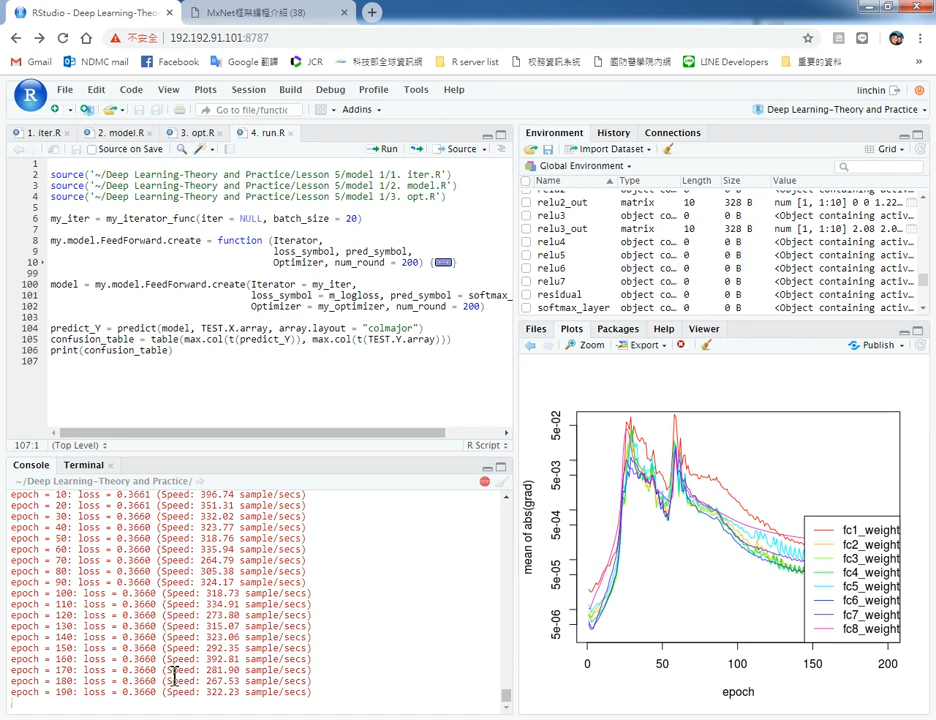 RStudio - Deep Learning-Theo
MxNet框架編程介紹 (38)
不安全 192.192.91.101:8787
Gmail NDMC mail Facebook Google 翻譯 JCR 科技部全球資訊網 R server list 校務資訊系統 國防醫學院內網 LINE Developers 重要的資料 »
R File Edit Code View Plots Session Build Debug Profile Tools Help linchin
Go to file/functic Addins Deep Learning-Theory and Practice
1. iter.R 2. model.R 3. opt.R 4. run.R
Source on Save Run Source
1
2 source('~/Deep Learning-Theory and Practice/Lesson 5/model 1/1. iter.R')
3 source('~/Deep Learning-Theory and Practice/Lesson 5/model 1/2. model.R')
4 source('~/Deep Learning-Theory and Practice/Lesson 5/model 1/3. opt.R')
5
6 my_iter = my_iterator_func(iter = NULL, batch_size = 20)
7
8 my.model.FeedForward.create = function (Iterator,
9 loss_symbol, pred_symbol,
10 Optimizer, num_round = 200) {
99
100 model = my.model.FeedForward.create(Iterator = my_iter,
101 loss_symbol = m_logloss, pred_symbol = softmax_
102 Optimizer = my_optimizer, num_round = 200)
103
104 predict_Y = predict(model, TEST.X.array, array.layout = "colmajor")
105 confusion_table = table(max.col(t(predict_Y)), max.col(t(TEST.Y.array)))
106 print(confusion_table)
107
107:1 (Top Level) R Script
Console Terminal
~/Deep Learning-Theory and Practice/
epoch = 10: loss = 0.3661 (Speed: 396.74 sample/secs)
epoch = 20: loss = 0.3661 (Speed: 351.31 sample/secs)
epoch = 30: loss = 0.3660 (Speed: 332.02 sample/secs)
epoch = 40: loss = 0.3660 (Speed: 323.77 sample/secs)
epoch = 50: loss = 0.3660 (Speed: 318.76 sample/secs)
epoch = 60: loss = 0.3660 (Speed: 335.94 sample/secs)
epoch = 70: loss = 0.3660 (Speed: 264.79 sample/secs)
epoch = 80: loss = 0.3660 (Speed: 305.38 sample/secs)
epoch = 90: loss = 0.3660 (Speed: 324.17 sample/secs)
epoch = 100: loss = 0.3660 (Speed: 318.73 sample/secs)
epoch = 110: loss = 0.3660 (Speed: 334.91 sample/secs)
epoch = 120: loss = 0.3660 (Speed: 273.80 sample/secs)
epoch = 130: loss = 0.3660 (Speed: 315.07 sample/secs)
epoch = 140: loss = 0.3660 (Speed: 323.06 sample/secs)
epoch = 150: loss = 0.3660 (Speed: 292.35 sample/secs)
epoch = 160: loss = 0.3660 (Speed: 392.81 sample/secs)
epoch = 170: loss = 0.3660 (Speed: 281.90 sample/secs)
epoch = 180: loss = 0.3660 (Speed: 267.53 sample/secs)
epoch = 190: loss = 0.3660 (Speed: 322.23 sample/secs)
Environment History Connections
Import Dataset Grid
Global Environment
Name Type Length Size Value
relu2 object co… 0 B <Object containing activ…
relu2_out matrix 10 328 B num [1, 1:10] 0 0 1.22…
relu3 object co… 0 B <Object containing activ…
relu3_out matrix 10 328 B num [1, 1:10] 2.08 2.0…
relu4 object co… 0 B <Object containing activ…
relu5 object co… 0 B <Object containing activ…
relu6 object co… 0 B <Object containing activ…
relu7 object co… 0 B <Object containing activ…
residual object co… 0 B <Object containing activ…
softmax_layer object co… 0 B <Object containing activ…
Files Plots Packages Help Viewer
Zoom Export Publish
mean of abs(grad)
5e-02
5e-03
5e-04
5e-05
5e-06
fc1_weight
fc2_weight
fc3_weight
fc4_weight
fc5_weight
fc6_weight
fc7_weight
fc8_weight
0 50 100 150 200
epoch